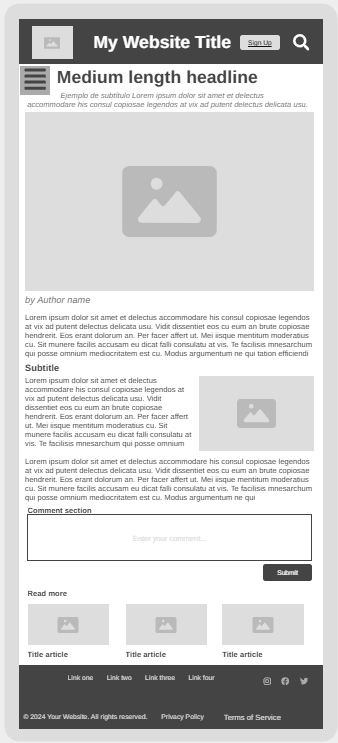 My Website Title
Sign Up
Medium length headline
Ejemplo de subtítulo Lorem ipsum dolor sit amet et delectus
accommodare his consul copiosae legendos at vix ad putent delectus delicata usu.
by Author name
Lorem ipsum dolor sit amet et delectus accommodare his consul copiosae legendos
at vix ad putent delectus delicata usu. Vidit dissentiet eos cu eum an brute copiosae
hendrerit. Eos erant dolorum an. Per facer affert ut. Mei iisque mentitum moderatius
cu. Sit munere facilis accusam eu dicat falli consulatu at vis. Te facilisis mnesarchum
qui posse omnium mediocritatem est cu. Modus argumentum ne qui tation efficiendi
Subtitle
Lorem ipsum dolor sit amet et delectus
accommodare his consul copiosae legendos at
vix ad putent delectus delicata usu. Vidit
dissentiet eos cu eum an brute copiosae
hendrerit. Eos erant dolorum an. Per facer affert
ut. Mei iisque mentitum moderatius cu. Sit
munere facilis accusam eu dicat falli consulatu at
vis. Te facilisis mnesarchum qui posse omnium
Lorem ipsum dolor sit amet et delectus accommodare his consul copiosae legendos
at vix ad putent delectus delicata usu. Vidit dissentiet eos cu eum an brute copiosae
hendrerit. Eos erant dolorum an. Per facer affert ut. Mei iisque mentitum moderatius
cu. Sit munere facilis accusam eu dicat falli consulatu at vis. Te facilisis mnesarchum
qui posse omnium mediocritatem est cu. Modus argumentum ne qui
Comment section
Enter your comment...
Submit
Read more
Title article
Title article
Title article
Link one
Link two
Link three
Link four
© 2024 Your Website. All rights reserved.
Privacy Policy
Terms of Service